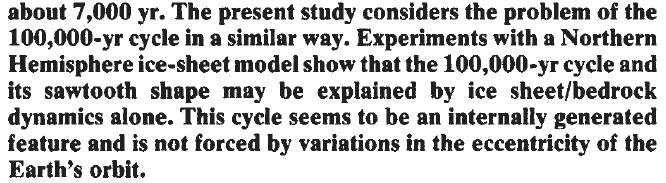 about 7,000 yr. The present study considers the problem of the
100,000-yr cycle in a similar way. Experiments with a Northern
Hemisphere ice-sheet model show that the 100,000-yr cycle and
its sawtooth shape may be explained by ice sheet/bedrock
dynamics alone. This cycle seems to be an internally generated
feature and is not forced by variations in the eccentricity of the
Earth's orbit.